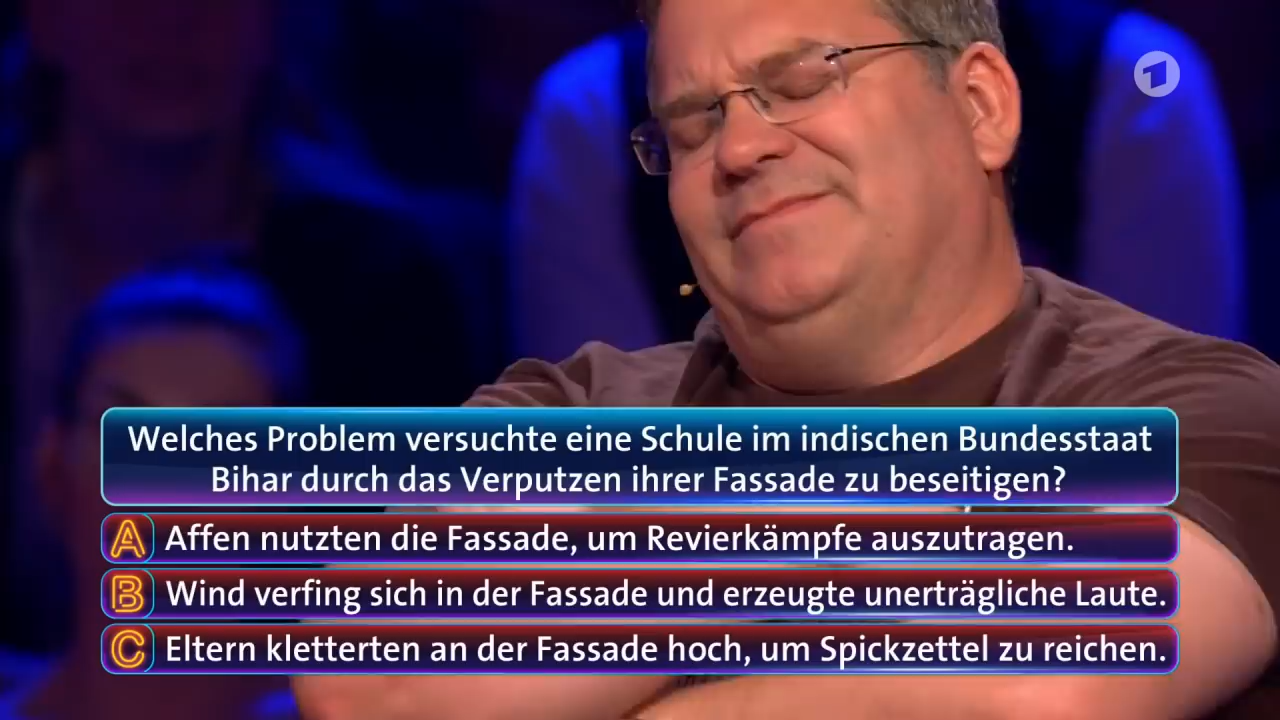 1
Welches Problem versuchte eine Schule im indischen Bundesstaat
Bihar durch das Verputzen ihrer Fassade zu beseitigen?
A Affen nutzten die Fassade, um Revierkämpfe auszutragen.
B Wind verfing sich in der Fassade und erzeugte unerträgliche Laute.
C Eltern kletterten an der Fassade hoch, um Spickzettel zu reichen.